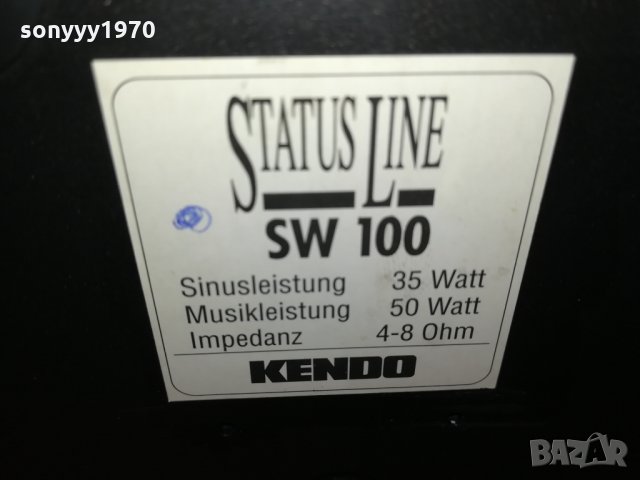 sonyyy1970
STATUS LINE
SW 100
Sinusleistung 35 Watt
Musikleistung 50 Watt
Impedanz 4-8 Ohm
KENDO
BAZAR